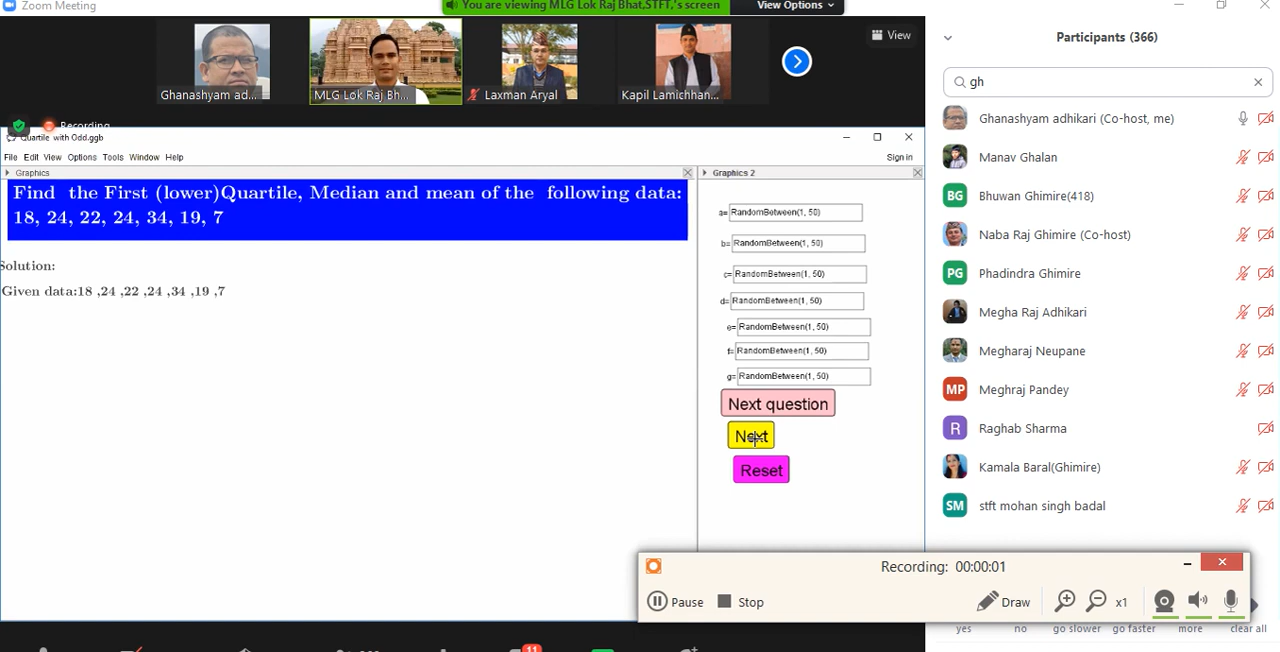 Zoom Meeting
You are viewing MLG Lok Raj Bhat,STFT,'s screen
View Options
View
Ghanashyam ad...
MLG Lok Raj Bh...
Laxman Aryal
Kapil Lamichhan...
Recording
Quartile with Odd.ggb
File Edit View Options Tools Window Help
Sign in
Graphics
Find the First (lower)Quartile, Median and mean of the following data:
18, 24, 22, 24, 34, 19, 7
Solution:
Given data:18 ,24 ,22 ,24 ,34 ,19 ,7
Graphics 2
a= RandomBetween(1, 50)
b= RandomBetween(1, 50)
c= RandomBetween(1, 50)
d= RandomBetween(1, 50)
e= RandomBetween(1, 50)
f= RandomBetween(1, 50)
g= RandomBetween(1, 50)
Next question
Next
Reset
Participants (366)
gh
Ghanashyam adhikari (Co-host, me)
Manav Ghalan
BG Bhuwan Ghimire(418)
Naba Raj Ghimire (Co-host)
PG Phadindra Ghimire
Megha Raj Adhikari
Megharaj Neupane
MP Meghraj Pandey
R Raghab Sharma
Kamala Baral(Ghimire)
SM stft mohan singh badal
Recording: 00:00:01
Pause Stop Draw x1
yes no go slower go faster more clear all
11